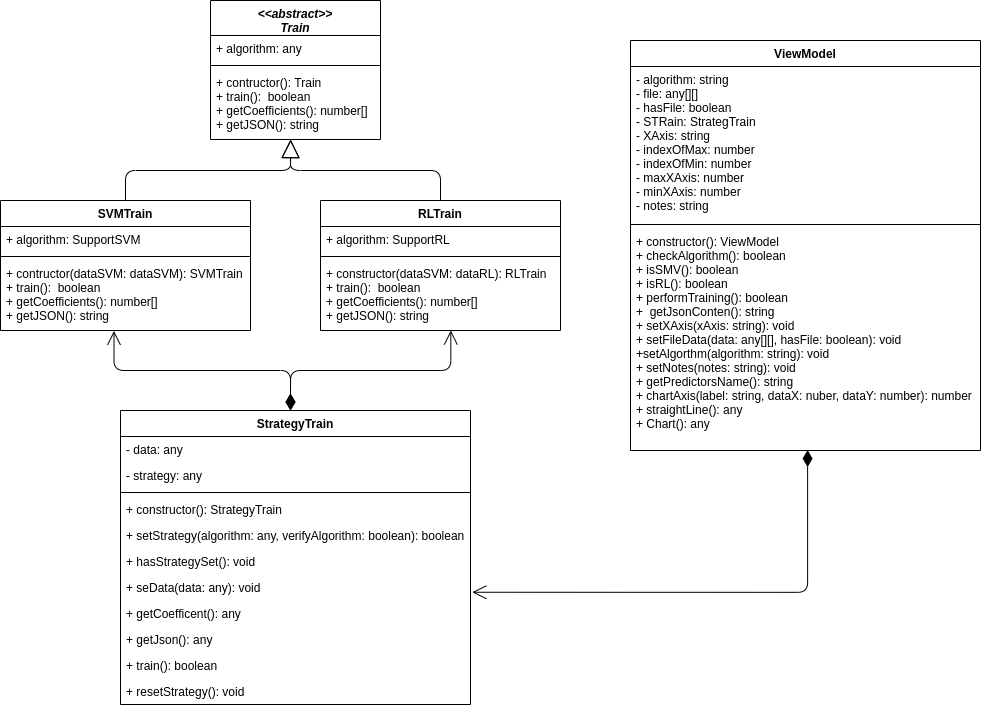 <<abstract>>
Train
+ algorithm: any
+ contructor(): Train
+ train():  boolean
+ getCoefficients(): number[]
+ getJSON(): string
ViewModel
- algorithm: string
- file: any[][]
- hasFile: boolean
- STRain: StrategTrain
- XAxis: string
- indexOfMax: number
- indexOfMin: number
- maxXAxis: number
- minXAxis: number
- notes: string
+ constructor(): ViewModel
+ checkAlgorithm(): boolean
+ isSMV(): boolean
+ isRL(): boolean
+ performTraining(): boolean
+  getJsonConten(): string
+ setXAxis(xAxis: string): void
+ setFileData(data: any[][], hasFile: boolean): void
+setAlgorthm(algorithm: string): void
+ setNotes(notes: string): void
+ getPredictorsName(): string
+ chartAxis(label: string, dataX: nuber, dataY: number): number
+ straightLine(): any
+ Chart(): any
SVMTrain
+ algorithm: SupportSVM
+ contructor(dataSVM: dataSVM): SVMTrain
+ train():  boolean
+ getCoefficients(): number[]
+ getJSON(): string
RLTrain
+ algorithm: SupportRL
+ constructor(dataSVM: dataRL): RLTrain
+ train():  boolean
+ getCoefficients(): number[]
+ getJSON(): string
StrategyTrain
- data: any
- strategy: any
+ constructor(): StrategyTrain
+ setStrategy(algorithm: any, verifyAlgorithm: boolean): boolean
+ hasStrategySet(): void
+ seData(data: any): void
+ getCoefficent(): any
+ getJson(): any
+ train(): boolean
+ resetStrategy(): void